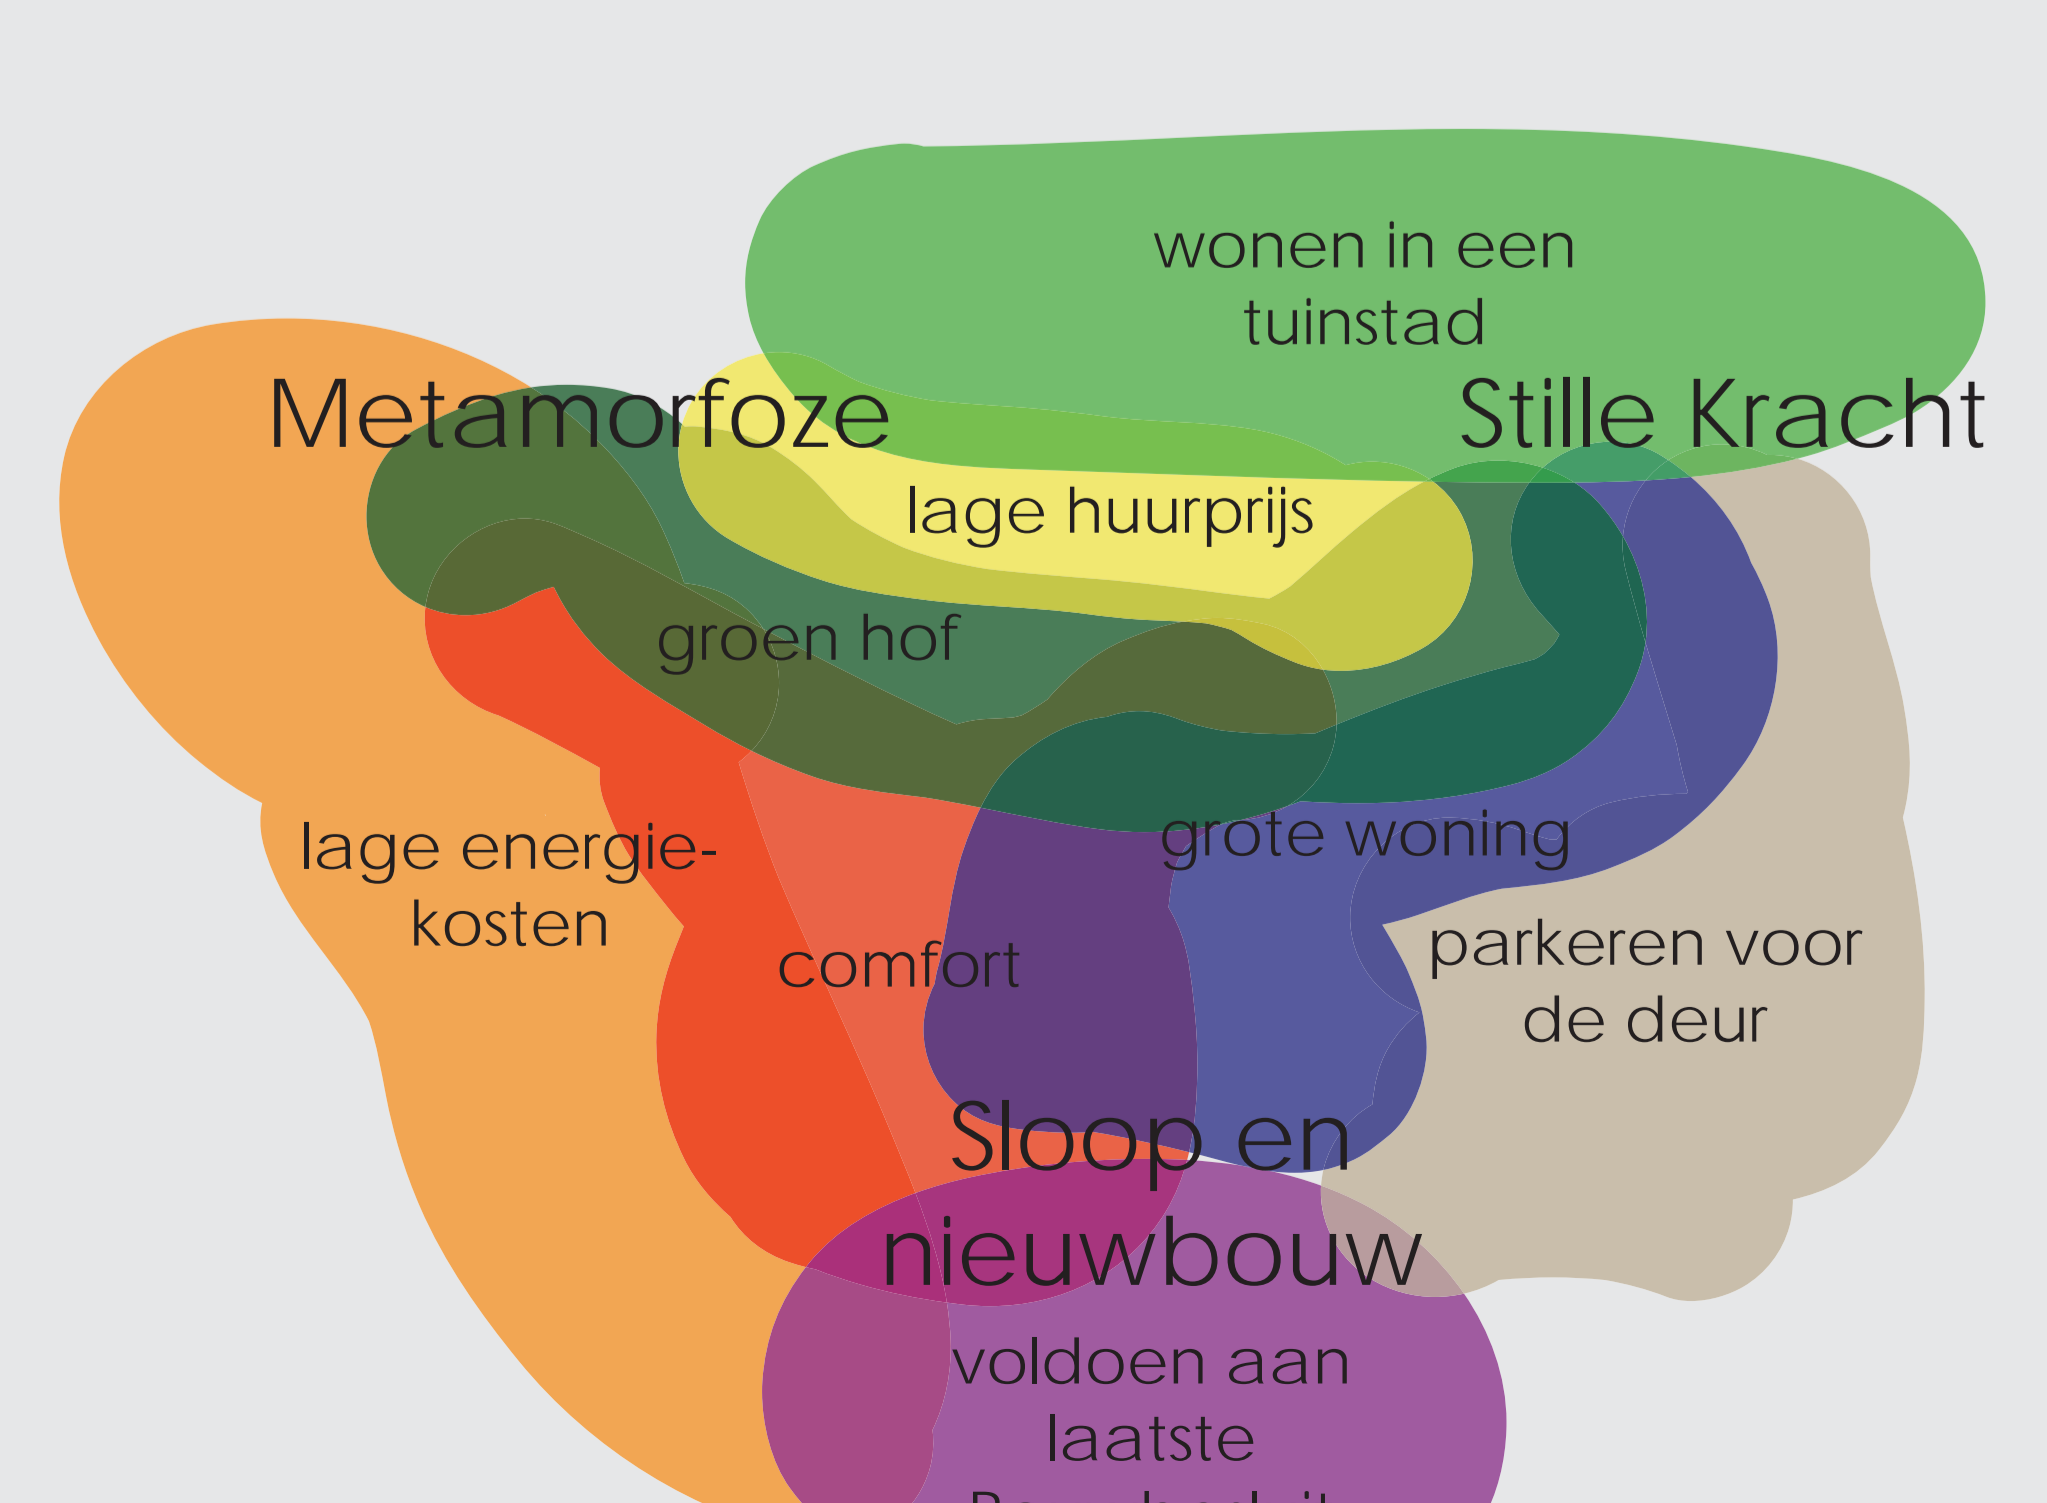 wonen in een
tuinstad
Metamorfoze
Stille Kracht
lage huurprijs
groen hof
lage energie-
kosten
grote woning
comfort
parkeren voor
de deur
Sloop en
nieuwbouw
voldoen aan
laatste